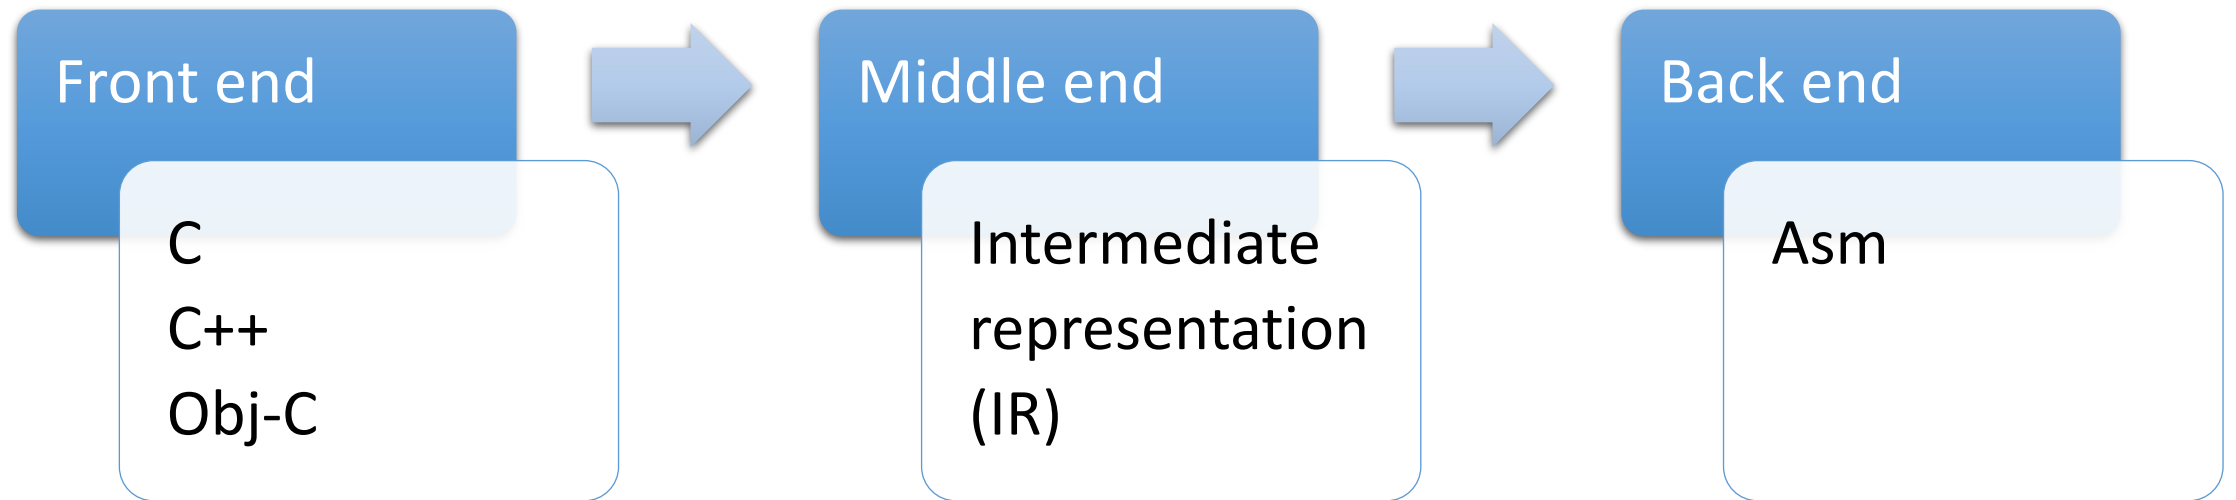 Front end
C
C++
Obj-C
Middle end
Intermediate
representation
(IR)
Back end
Asm